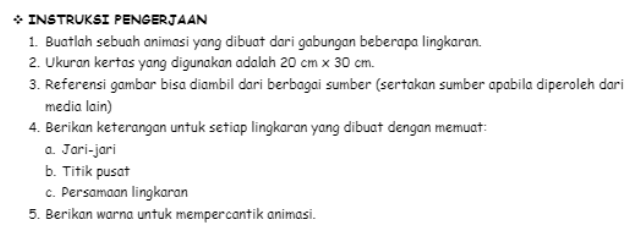 ❖ INSTRUKSI PENGERJAAN
1. Buatlah sebuah animasi yang dibuat dari gabungan beberapa lingkaran.
2. Ukuran kertas yang digunakan adalah 20 cm x 30 cm.
3. Referensi gambar bisa diambil dari berbagai sumber (sertakan sumber apabila diperoleh dari
media lain)
4. Berikan keterangan untuk setiap lingkaran yang dibuat dengan memuat:
a. Jari-jari
b. Titik pusat
c. Persamaan lingkaran
5. Berikan warna untuk mempercantik animasi.